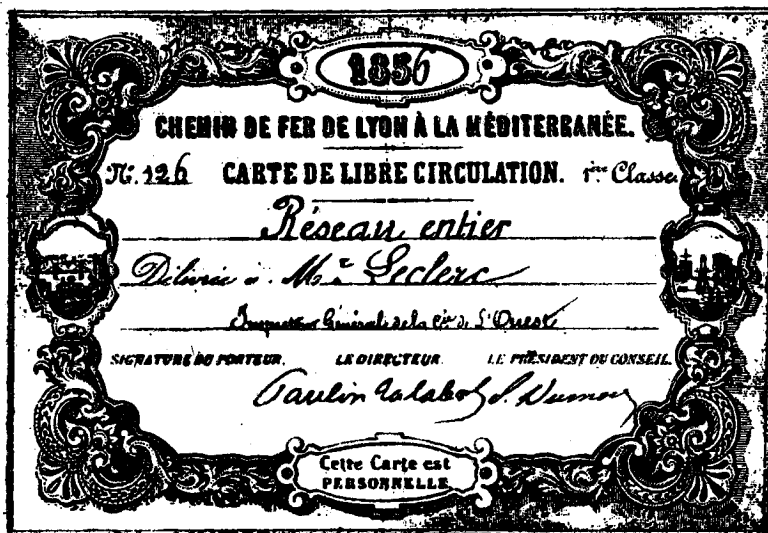 1856
CHEMIN DE FER DE LYON À LA MÉDITERRANÉE.
N°. 126 CARTE DE LIBRE CIRCULATION. 1re Classe
Réseau entier
Délivrée à Mr Leclerc
Inspecteur Général de la Cie de L'Ouest
SIGNATURE DU PORTEUR. LE DIRECTEUR. LE PRÉSIDENT DU CONSEIL.
Paulin Talabot
Cette Carte est
PERSONNELLE